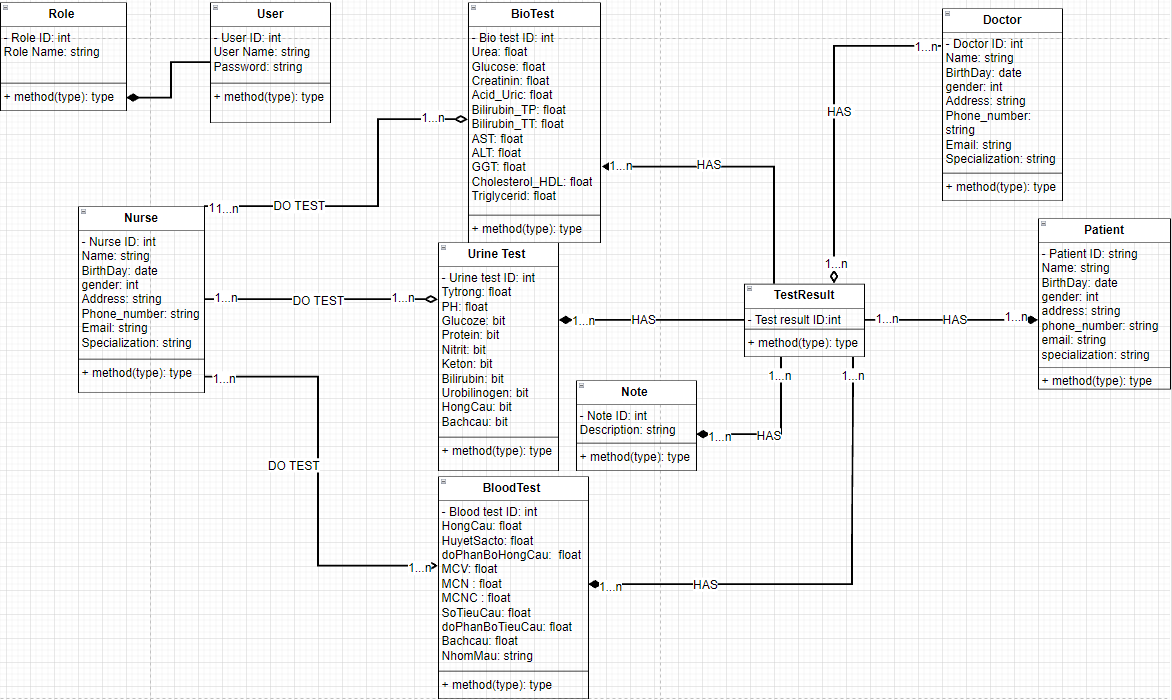 Role
- Role ID: int
Role Name: string
+ method(type): type
User
- User ID: int
User Name: string
Password: string
+ method(type): type
BioTest
- Bio test ID: int
Urea: float
Glucose: float
Creatinin: float
Acid_Uric: float
Bilirubin_TP: float
Bilirubin_TT: float
AST: float
ALT: float
GGT: float
Cholesterol_HDL: float
Triglycerid: float
+ method(type): type
Doctor
- Doctor ID: int
Name: string
BirthDay: date
gender: int
Address: string
Phone_number:
string
Email: string
Specialization: string
+ method(type): type
1...n
HAS
1...n
1...n
HAS
11...n
DO TEST
1...n
Nurse
- Nurse ID: int
Name: string
BirthDay: date
gender: int
Address: string
Phone_number: string
Email: string
Specialization: string
+ method(type): type
1...n
DO TEST
1...n
Urine Test
- Urine test ID: int
Tytrong: float
PH: float
Glucoze: bit
Protein: bit
Nitrit: bit
Keton: bit
Bilirubin: bit
Urobilinogen: bit
HongCau: bit
Bachcau: bit
+ method(type): type
1...n
HAS
TestResult
- Test result ID:int
+ method(type): type
1...n
HAS
1...n
Patient
- Patient ID: string
Name: string
BirthDay: date
gender: int
address: string
phone_number: string
email: string
specialization: string
+ method(type): type
Note
- Note ID: int
Description: string
+ method(type): type
1...n
HAS
1...n
1...n
1...n
DO TEST
1...n
BloodTest
- Blood test ID: int
HongCau: float
HuyetSacto: float
doPhanBoHongCau: float
MCV: float
MCN : float
MCNC : float
SoTieuCau: float
doPhanBoTieuCau: float
Bachcau: float
NhomMau: string
+ method(type): type
1...n
HAS